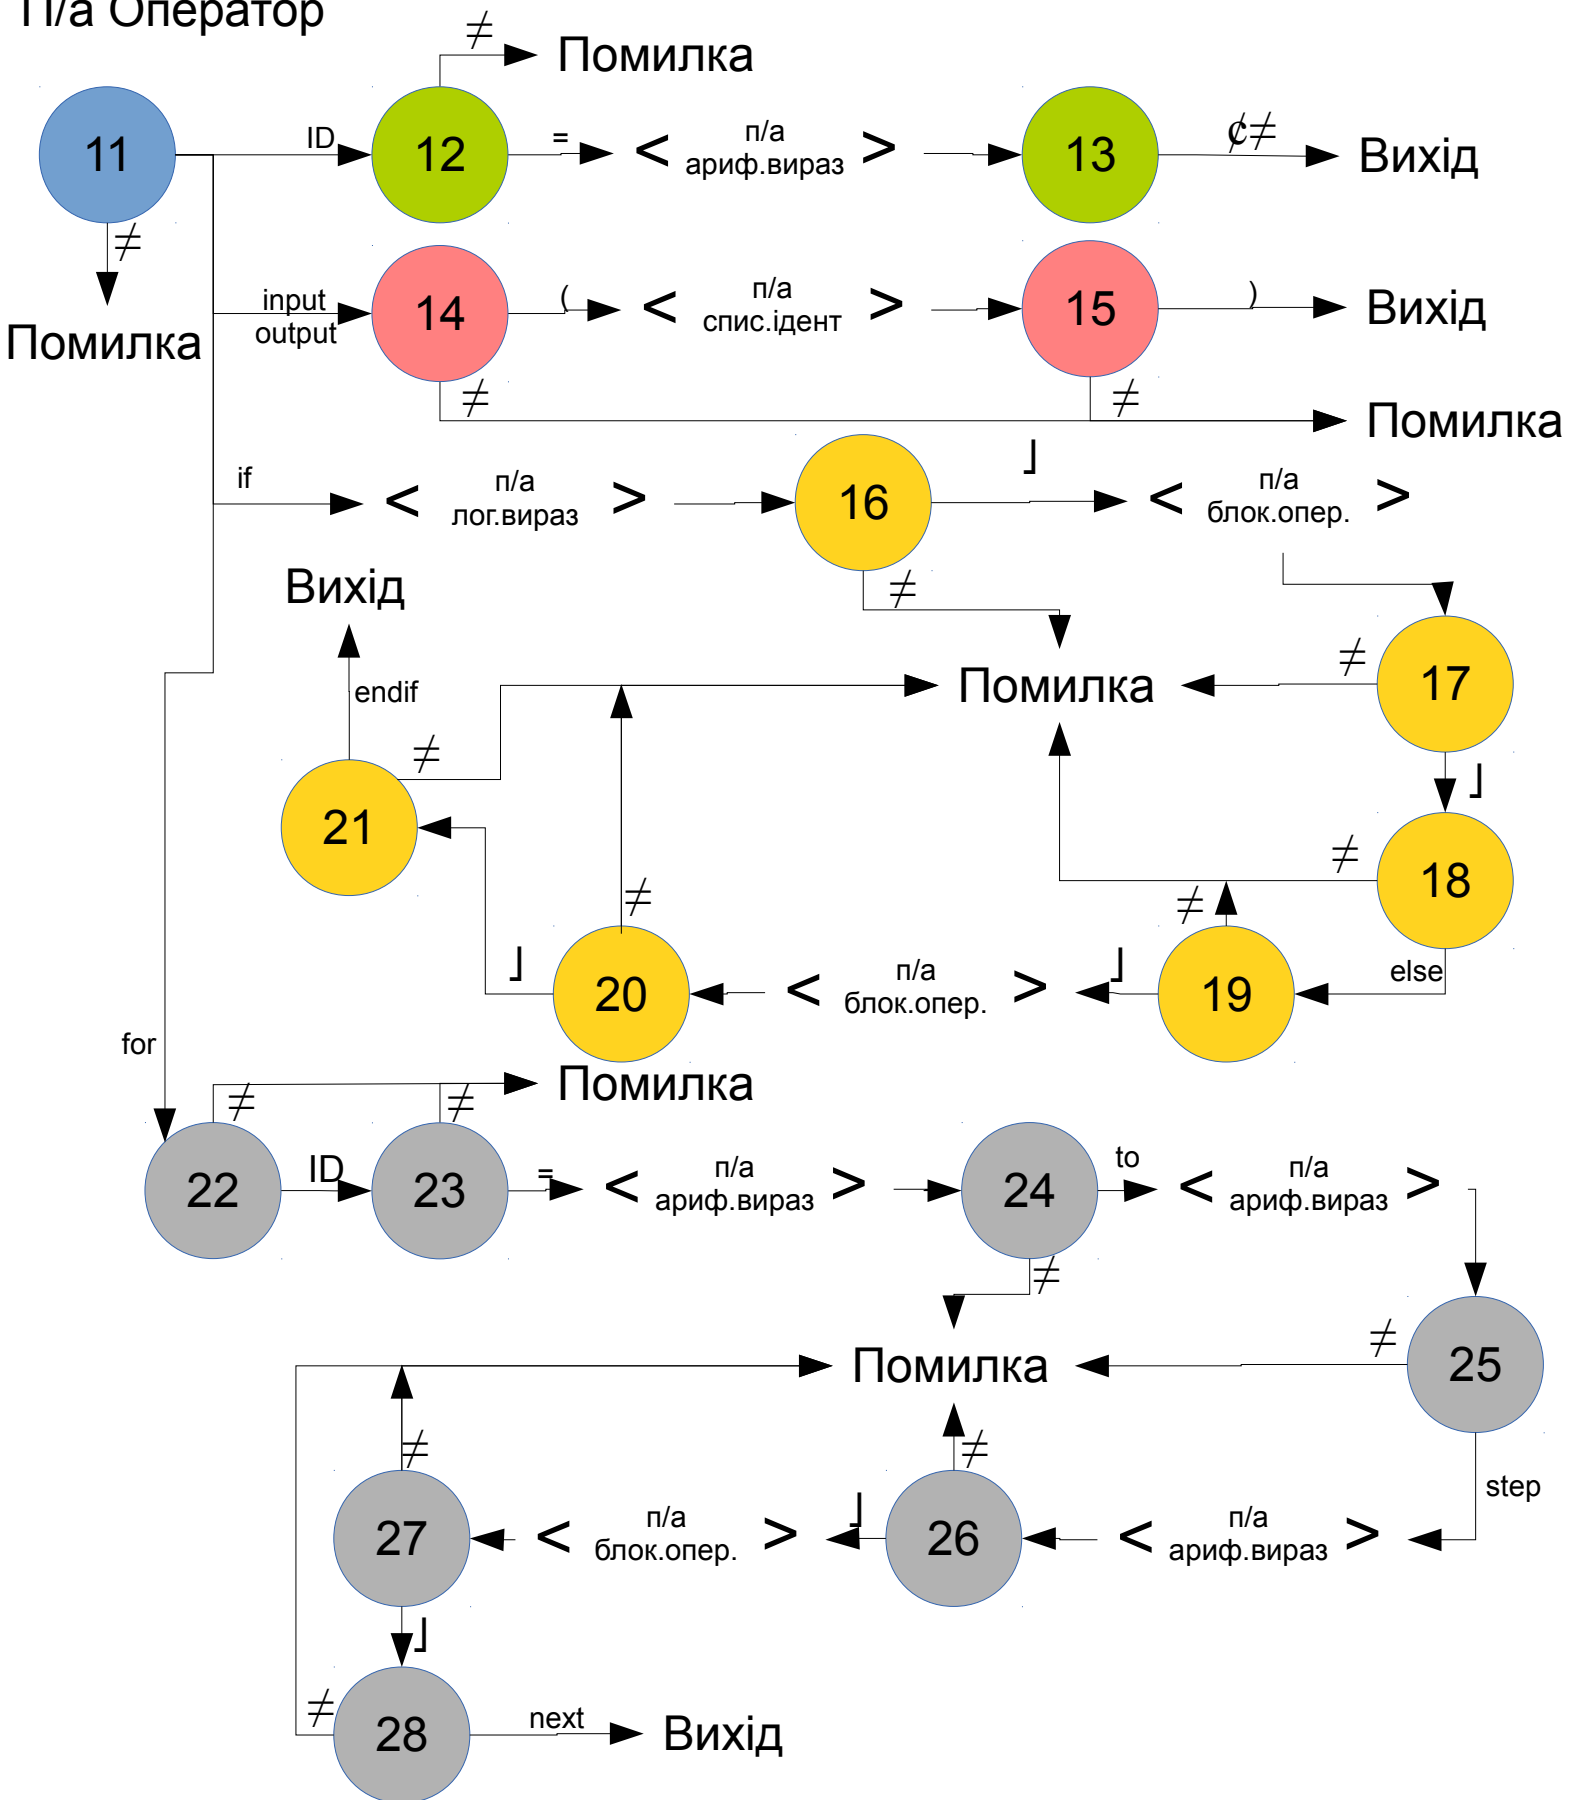 П/а Оператор
≠
Помилка
11
ID
12
=
< п/а ариф.вираз >
13
¢≠
Вихід
≠
Помилка
input
output
14
(
< п/а спис.ідент >
15
)
Вихід
≠
≠
Помилка
if
< п/а лог.вираз >
16
⌋
< п/а блок.опер. >
≠
Вихід
endif
Помилка
≠
17
≠
21
⌋
≠
18
≠
≠
⌋
20
< п/а блок.опер. >
⌋
19
else
for
≠
≠
Помилка
22
ID
23
=
< п/а ариф.вираз >
24
to
< п/а ариф.вираз >
≠
Помилка
≠
25
≠
≠
step
27
< п/а блок.опер. >
⌋
26
< п/а ариф.вираз >
⌋
≠
28
next
Вихід